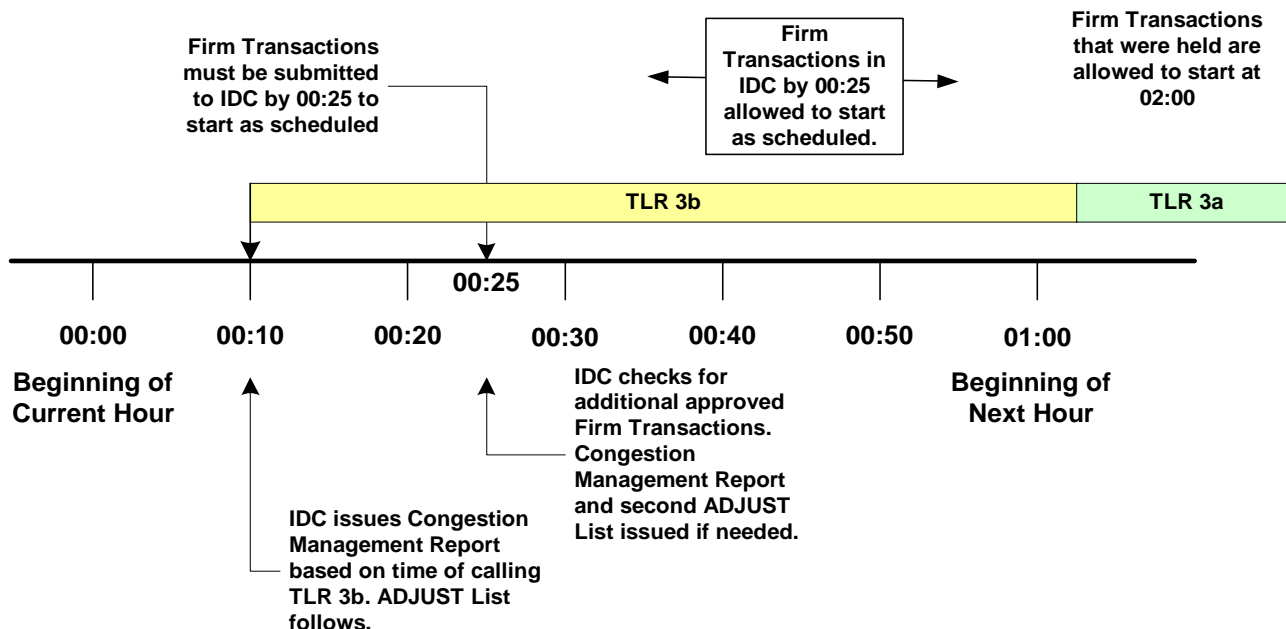 Firm Transactions
must be submitted
to IDC by 00:25 to
start as scheduled
Firm
Transactions in
IDC by 00:25
allowed to start
as scheduled.
Firm Transactions
that were held are
allowed to start at
02:00
TLR 3b
TLR 3a
00:25
00:00
00:10
00:20
00:30
00:40
00:50
01:00
Beginning of
Current Hour
Beginning of
Next Hour
IDC issues Congestion
Management Report
based on time of calling
TLR 3b. ADJUST List
follows.
IDC checks for
additional approved
Firm Transactions.
Congestion
Management Report
and second ADJUST
List issued if needed.